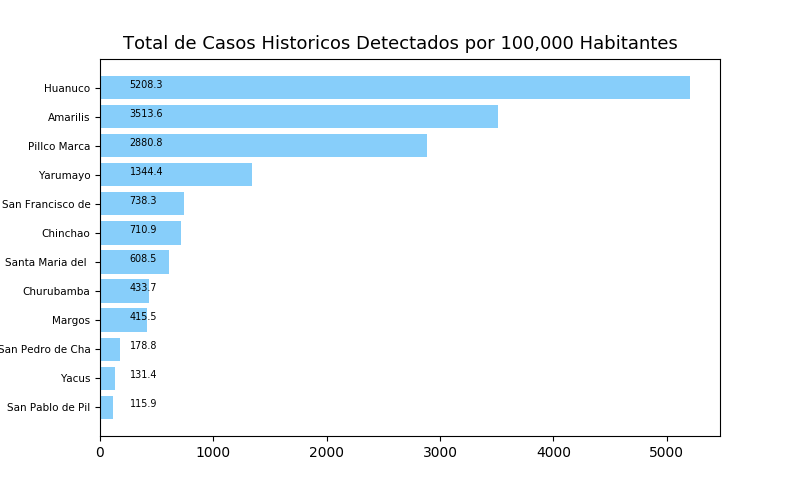 Total de Casos Historicos Detectados por 100,000 Habitantes
Huanuco 5208.3
Amarilis 3513.6
Pillco Marca 2880.8
Yarumayo 1344.4
San Francisco de 738.3
Chinchao 710.9
Santa Maria del 608.5
Churubamba 433.7
Margos 415.5
San Pedro de Cha 178.8
Yacus 131.4
San Pablo de Pil 115.9
0 1000 2000 3000 4000 5000